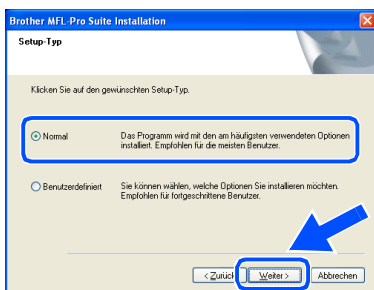 Brother MFL-Pro Suite Installation
Setup-Typ
Klicken Sie auf den gewünschten Setup-Typ.
Normal
Das Programm wird mit den am häufigsten verwendeten Optionen
installiert. Empfohlen für die meisten Benutzer.
Benutzerdefiniert
Sie können wählen, welche Optionen Sie installieren möchten.
Empfohlen für fortgeschrittene Benutzer.
< Zurück Weiter > Abbrechen